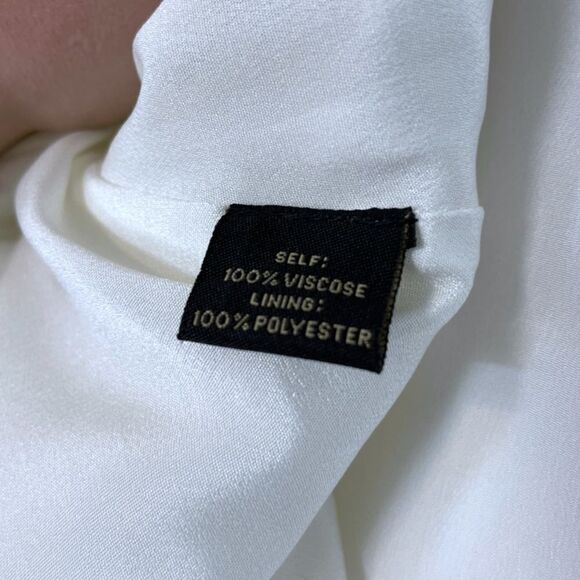 SELF:
100% VISCOSE
LINING:
100% POLYESTER